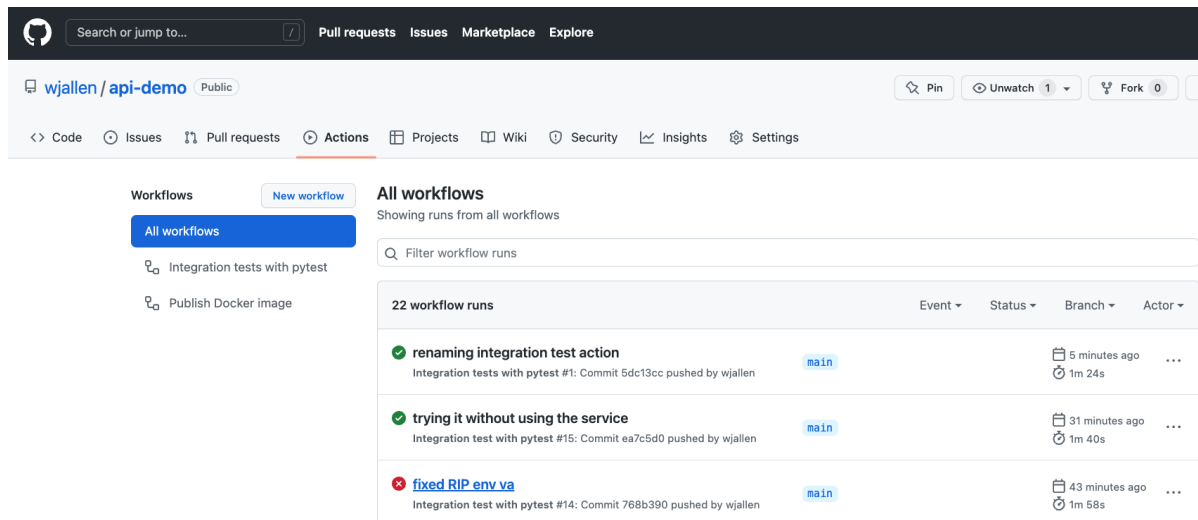 Search or jump to... /
Pull requests Issues Marketplace Explore
wjallen / api-demo Public
Pin Unwatch 1 Fork 0
Code Issues Pull requests Actions Projects Wiki Security Insights Settings
Workflows New workflow
All workflows
Integration tests with pytest
Publish Docker image
All workflows
Showing runs from all workflows
Filter workflow runs
22 workflow runs Event Status Branch Actor
renaming integration test action
Integration tests with pytest #1: Commit 5dc13cc pushed by wjallen
main
5 minutes ago
1m 24s
trying it without using the service
Integration test with pytest #15: Commit ea7c5d0 pushed by wjallen
main
31 minutes ago
1m 40s
fixed RIP env va
Integration test with pytest #14: Commit 768b390 pushed by wjallen
main
43 minutes ago
1m 58s